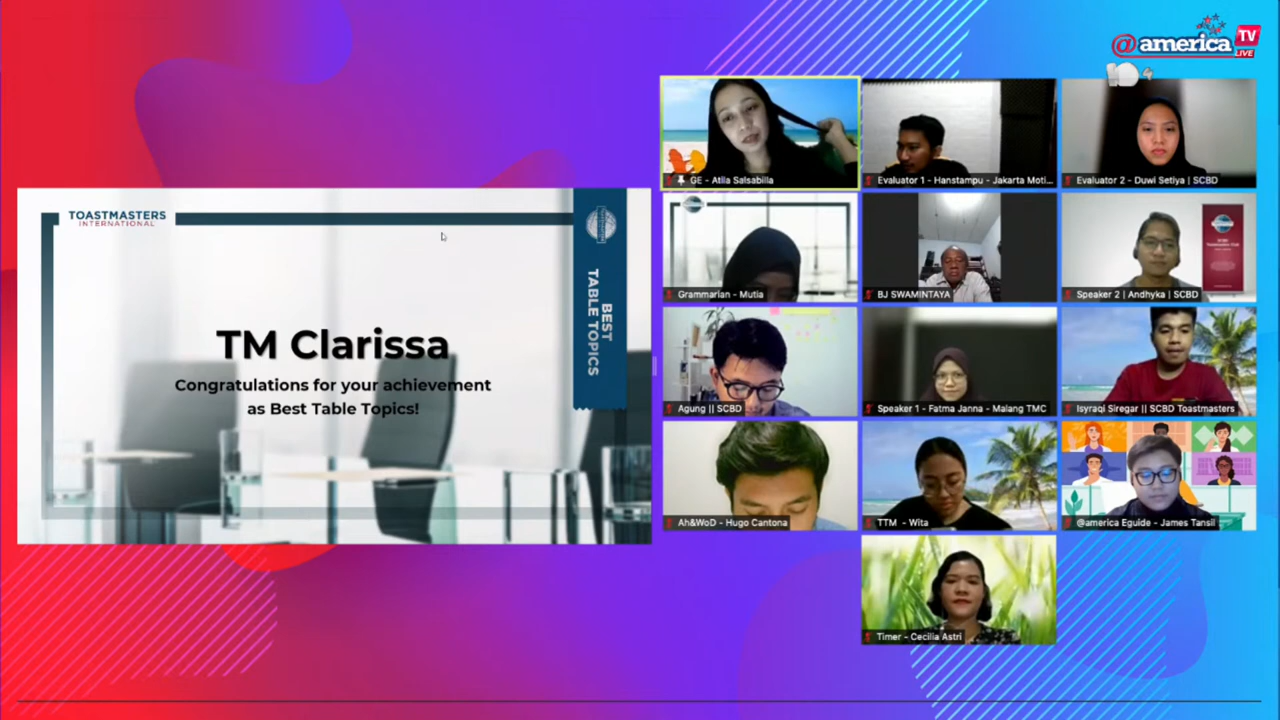 @america TV
LIVE
TOASTMASTERS
INTERNATIONAL
BEST
TABLE TOPICS
TM Clarissa
Congratulations for your achievement
as Best Table Topics!
GE - Atila Salsabilla
Evaluator 1 - Hanstampu - Jakarta Moti...
Evaluator 2 - Duwi Setiya | SCBD
Grammarian - Mutia
BJ SWAMINTAYA
Speaker 2 | Andhyka | SCBD
Agung || SCBD
Speaker 1 - Fatma Janna - Malang TMC
Isyraqi Siregar || SCBD Toastmasters
Ah&WoD - Hugo Cantona
TTM - Wita
@america Eguide - James Tansil
Timer - Cecilia Astri